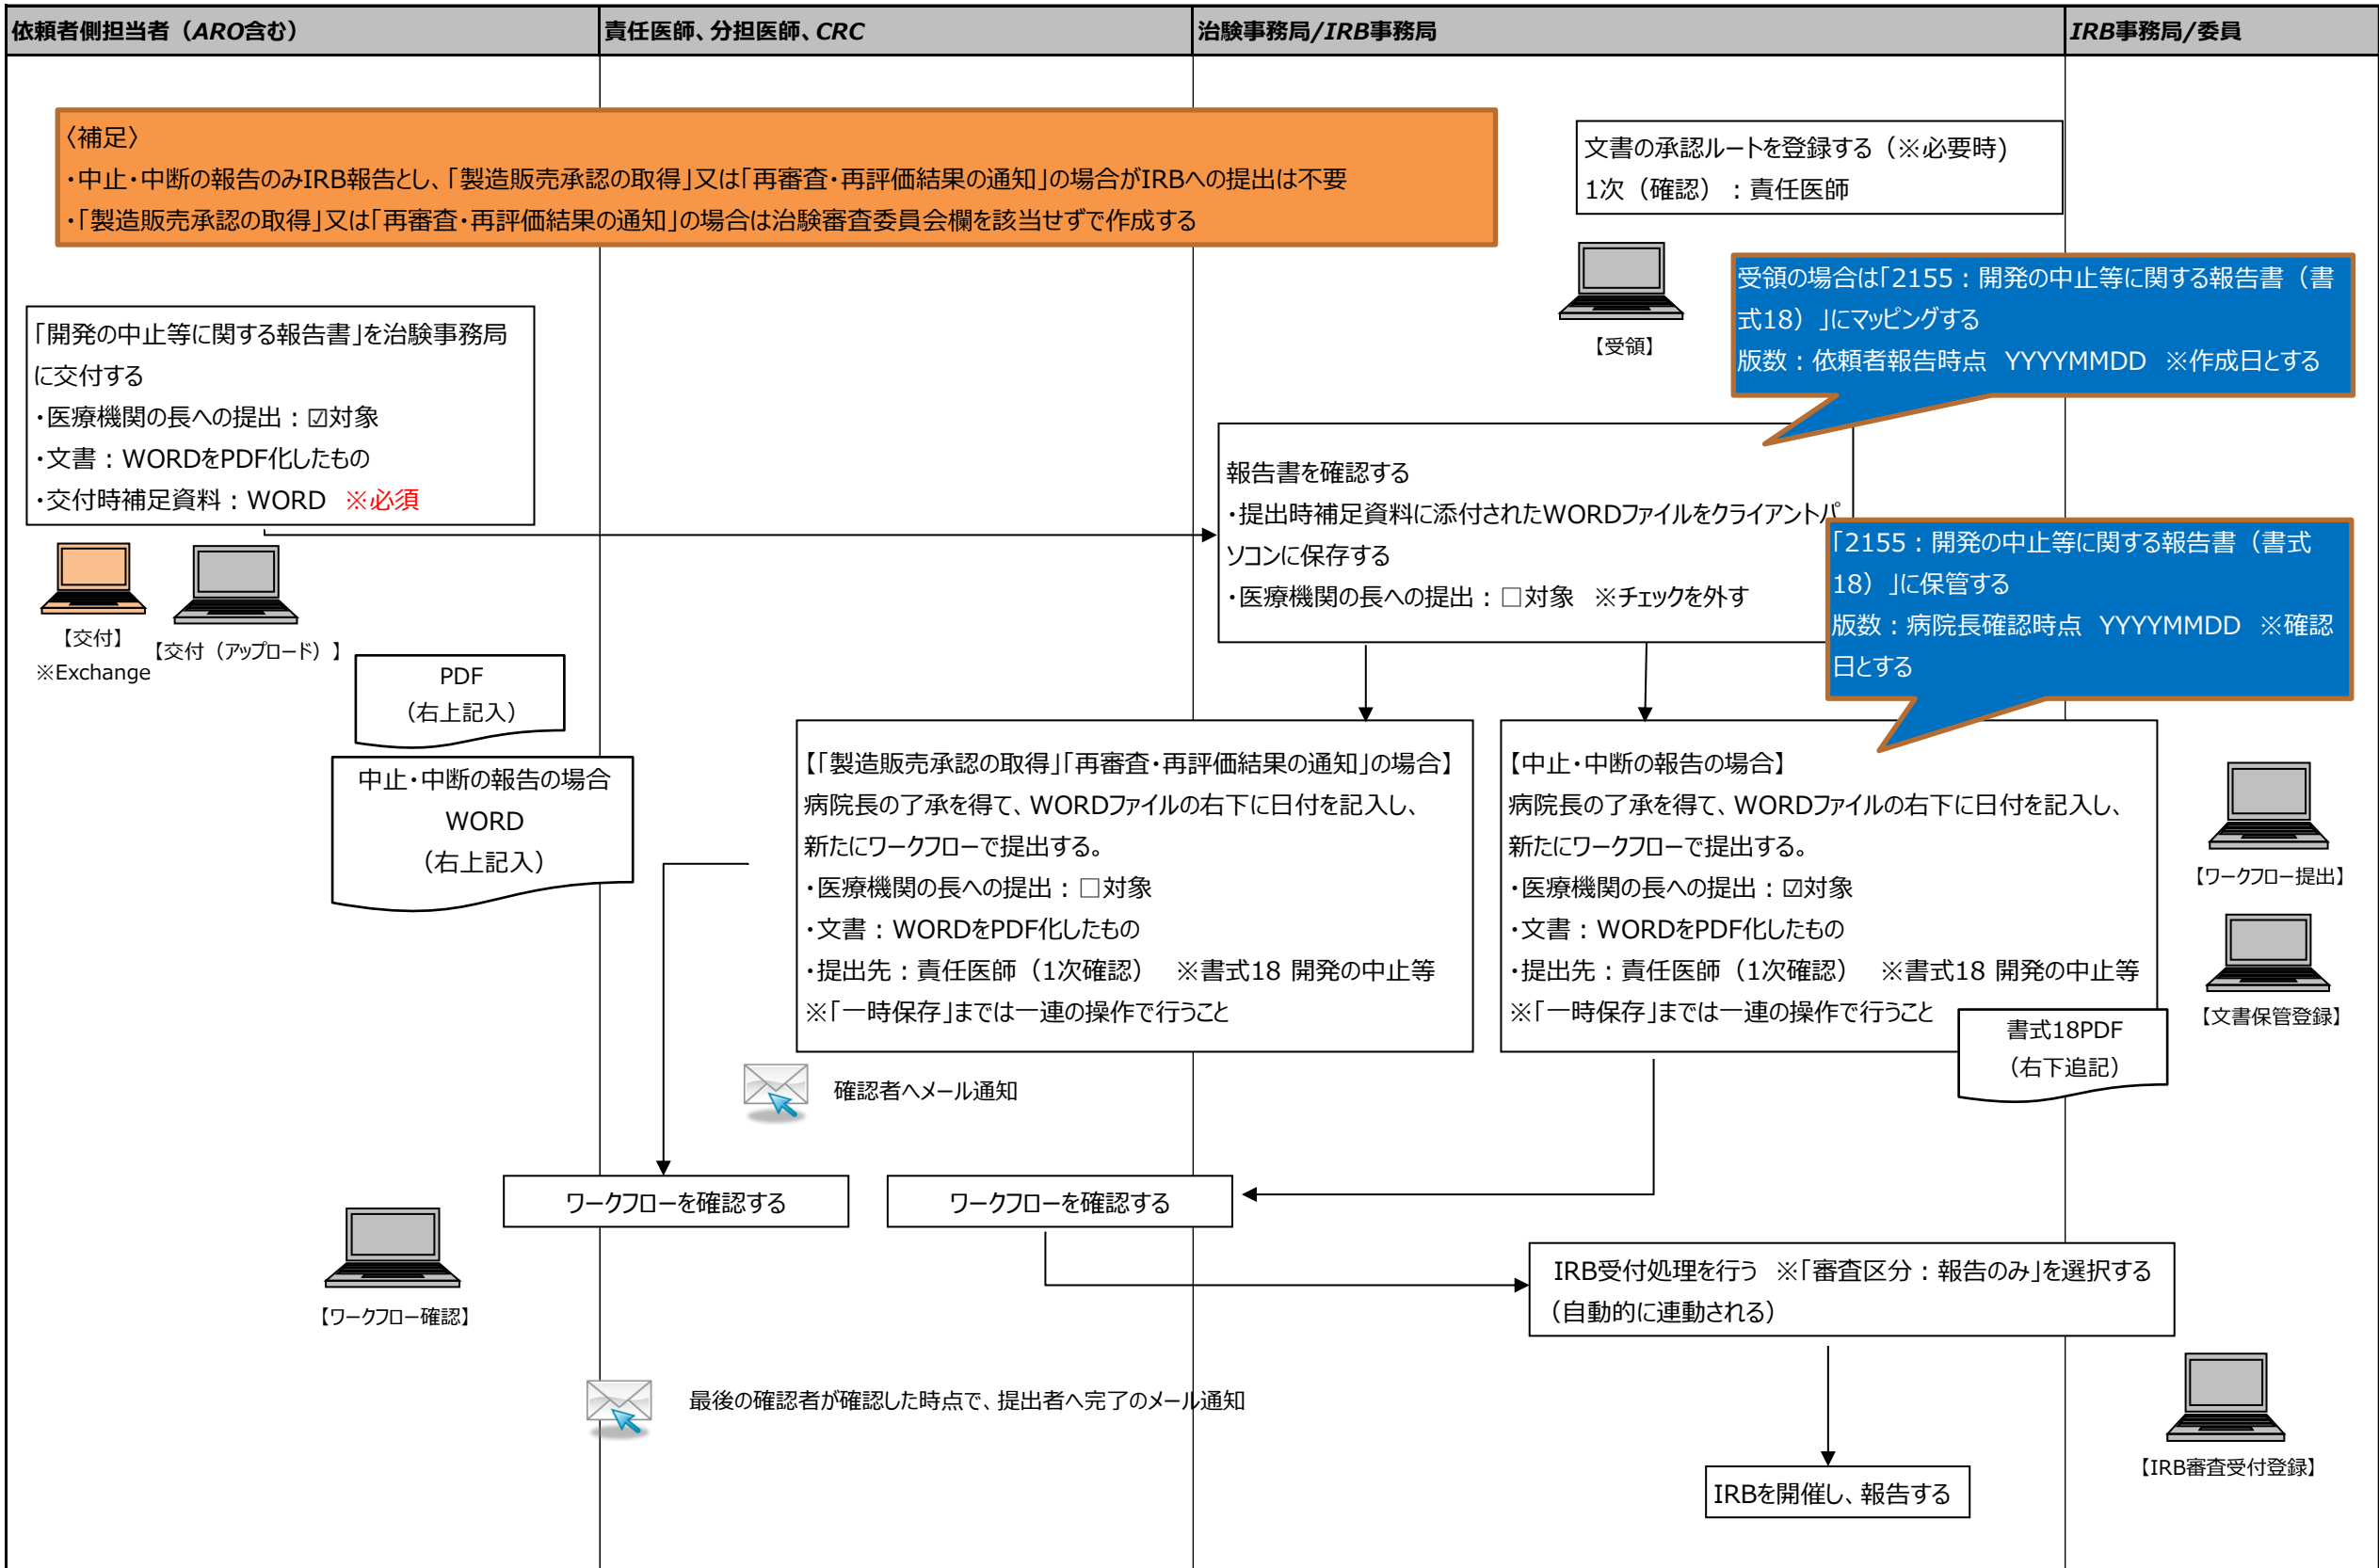 依頼者側担当者（ARO含む）
責任医師、分担医師、CRC
治験事務局/IRB事務局
IRB事務局/委員
〈補足〉
・中止・中断の報告のみIRB報告とし、「製造販売承認の取得」又は「再審査・再評価結果の通知」の場合がIRBへの提出は不要
・「製造販売承認の取得」又は「再審査・再評価結果の通知」の場合は治験審査委員会欄を該当せずで作成する
文書の承認ルートを登録する（※必要時)
1次（確認）：責任医師
【受領】
受領の場合は「2155：開発の中止等に関する報告書（書
式18）」にマッピングする
版数：依頼者報告時点　YYYYMMDD　※作成日とする
「開発の中止等に関する報告書」を治験事務局
に交付する
・医療機関の長への提出：☑対象
・文書：WORDをPDF化したもの
・交付時補足資料：WORD　※必須
【交付】
※Exchange
【交付（アップロード）】
PDF
（右上記入）
中止・中断の報告の場合
WORD
（右上記入）
報告書を確認する
・提出時補足資料に添付されたWORDファイルをクライアントパ
ソコンに保存する
・医療機関の長への提出：□対象　※チェックを外す
「2155：開発の中止等に関する報告書（書式
18）」に保管する
版数：病院長確認時点　YYYYMMDD　※確認
日とする
【「製造販売承認の取得」「再審査・再評価結果の通知」の場合】
病院長の了承を得て、WORDファイルの右下に日付を記入し、
新たにワークフローで提出する。
・医療機関の長への提出：□対象
・文書：WORDをPDF化したもの
・提出先：責任医師（1次確認）　※書式18 開発の中止等
※「一時保存」までは一連の操作で行うこと
【中止・中断の報告の場合】
病院長の了承を得て、WORDファイルの右下に日付を記入し、
新たにワークフローで提出する。
・医療機関の長への提出：☑対象
・文書：WORDをPDF化したもの
・提出先：責任医師（1次確認）　※書式18 開発の中止等
※「一時保存」までは一連の操作で行うこと
【ワークフロー提出】
【文書保管登録】
書式18PDF
（右下追記）
確認者へメール通知
ワークフローを確認する
ワークフローを確認する
【ワークフロー確認】
IRB受付処理を行う　※「審査区分：報告のみ」を選択する
（自動的に連動される）
最後の確認者が確認した時点で、提出者へ完了のメール通知
【IRB審査受付登録】
IRBを開催し、報告する